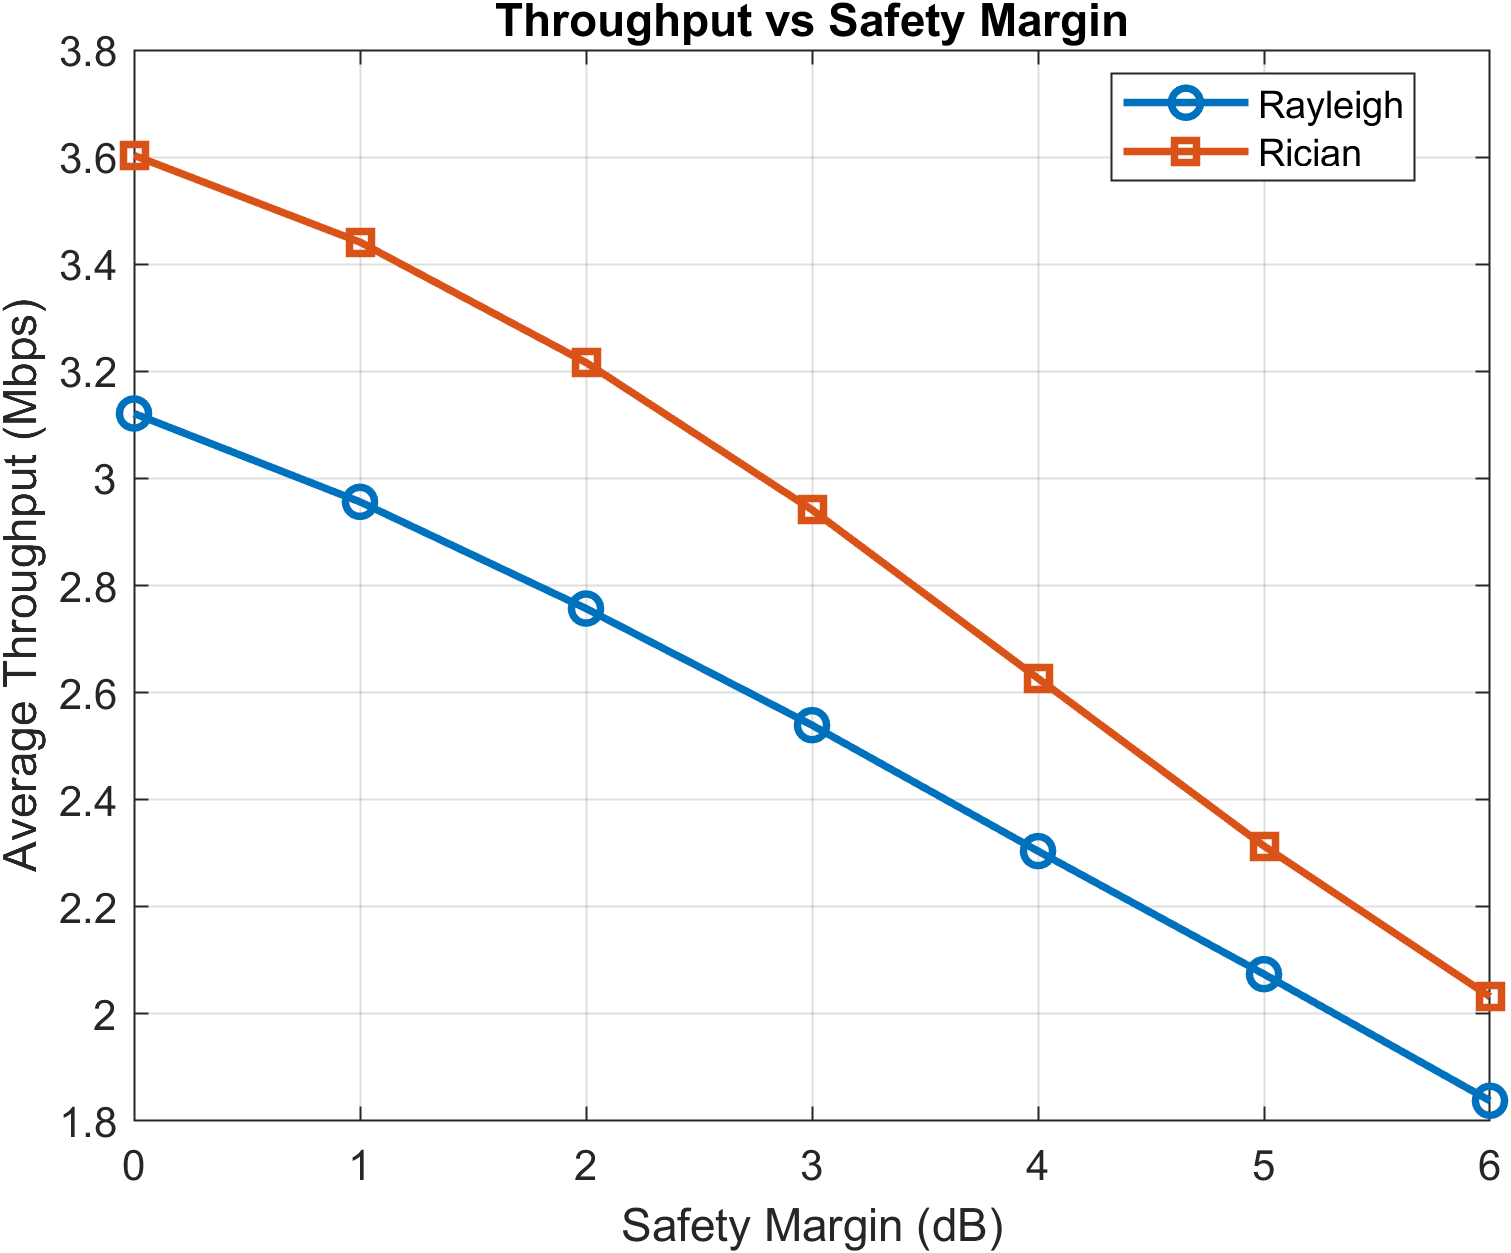 Throughput vs Safety Margin
Rayleigh
Rician
Average Throughput (Mbps)
3.8
3.6
3.4
3.2
3
2.8
2.6
2.4
2.2
2
1.8
0 1 2 3 4 5 6
Safety Margin (dB)